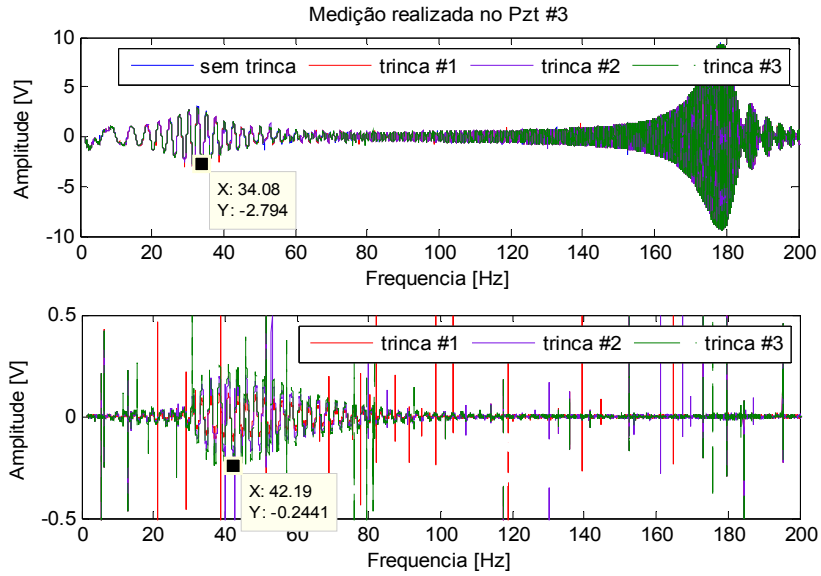 Medição realizada no Pzt #3
10
5
0
-5
-10
Amplitude [V]
sem trinca trinca #1 trinca #2 trinca #3
X: 34.08
Y: -2.794
0 20 40 60 80 100 120 140 160 180 200
Frequencia [Hz]
0.5
0
-0.5
Amplitude [V]
trinca #1 trinca #2 trinca #3
X: 42.19
Y: -0.2441
0 20 40 60 80 100 120 140 160 180 200
Frequencia [Hz]